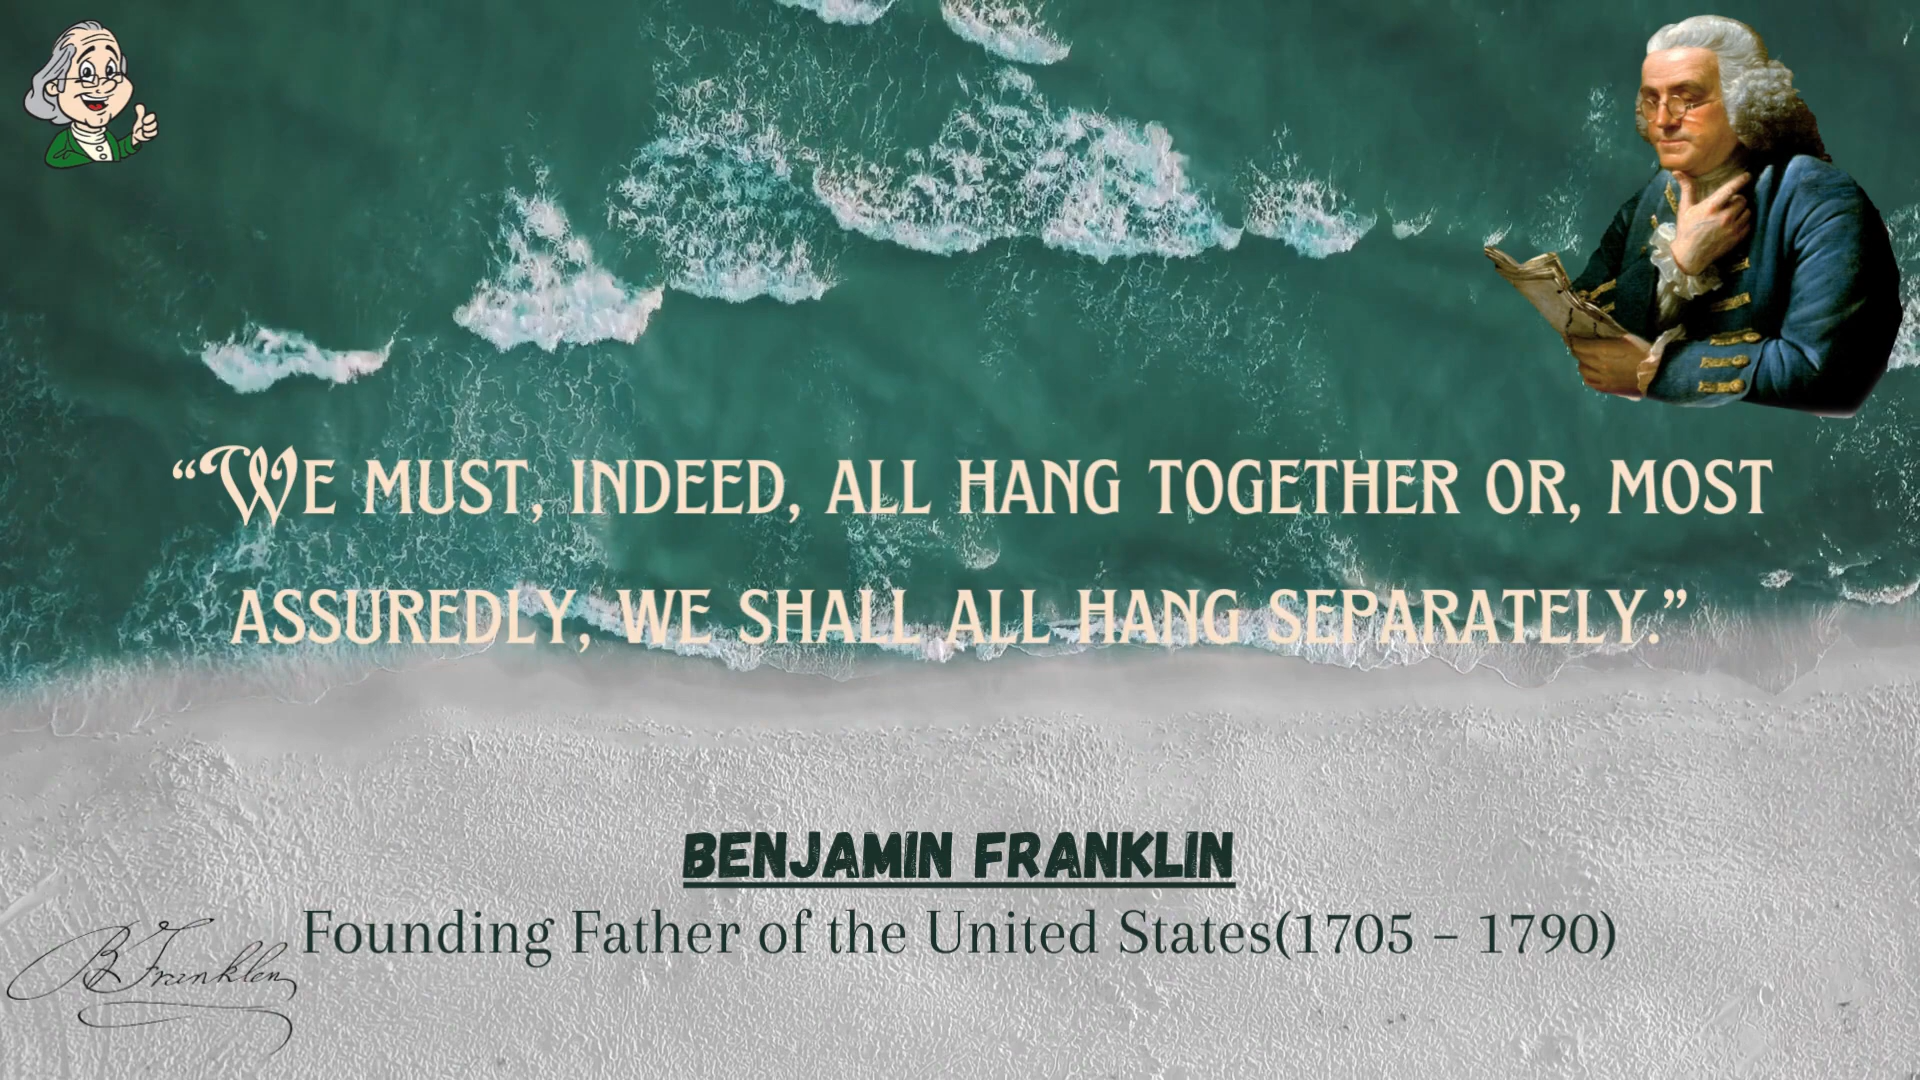 “We must, indeed, all hang together or, most
assuredly, we shall all hang separately.”
BENJAMIN FRANKLIN
Founding Father of the United States(1705 – 1790)
B Franklin